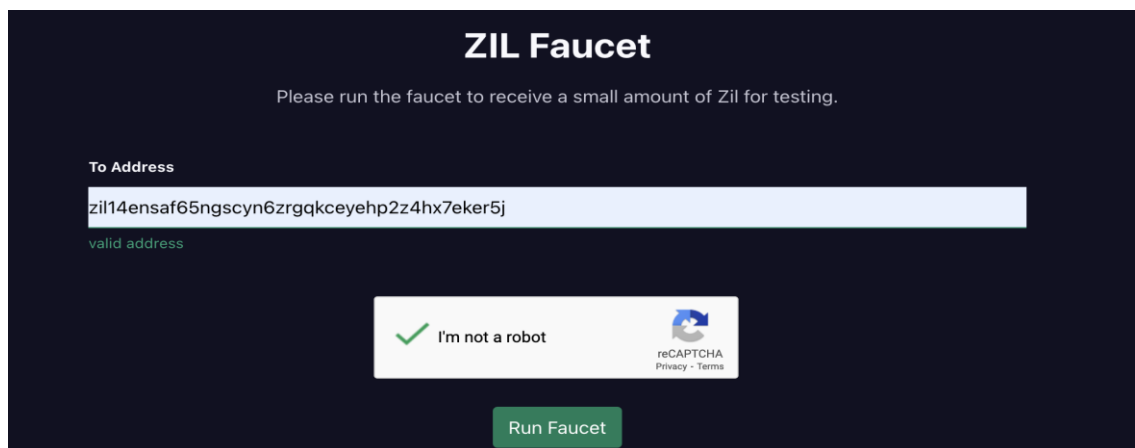 ZIL Faucet
Please run the faucet to receive a small amount of Zil for testing.
To Address
zil14ensaf65ngscyn6zrgqkceyehp2z4hx7eker5j
valid address
I'm not a robot
reCAPTCHA
Privacy - Terms
Run Faucet